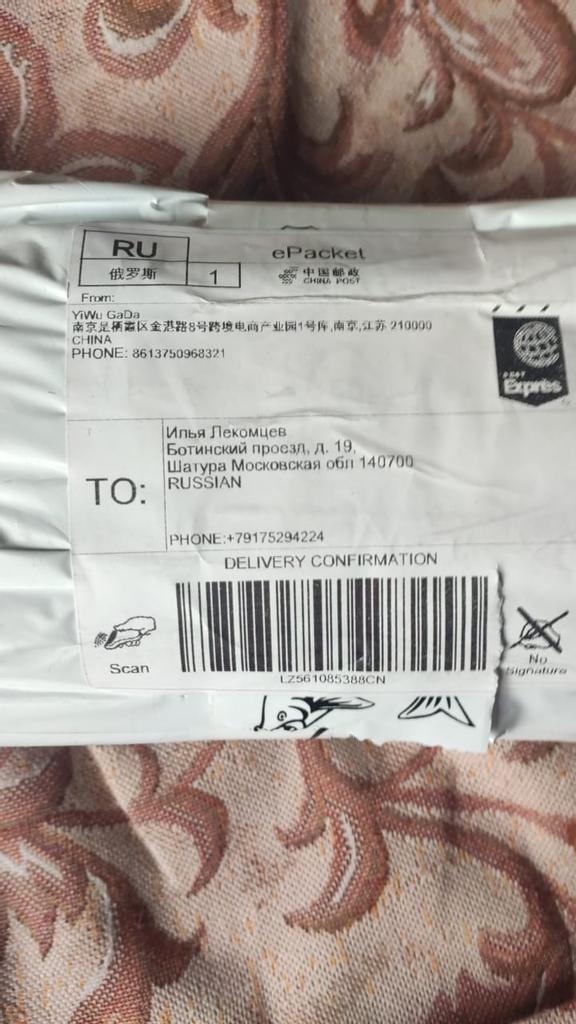 RU
俄罗斯
1
ePacket
中国邮政
CHINA POST
From:
YiWu GaDa
南京是栖霞区金港路8号跨境电商产业园1号库,南京,江苏 210000
CHINA
PHONE: 8613750968321
Exprès
TO:
Илья Лекомцев
Ботинский проезд, д. 19,
Шатура Московская обл 140700
RUSSIAN
PHONE:+79175294224
DELIVERY CONFIRMATION
Scan
LZ561085388CN
No
Signature